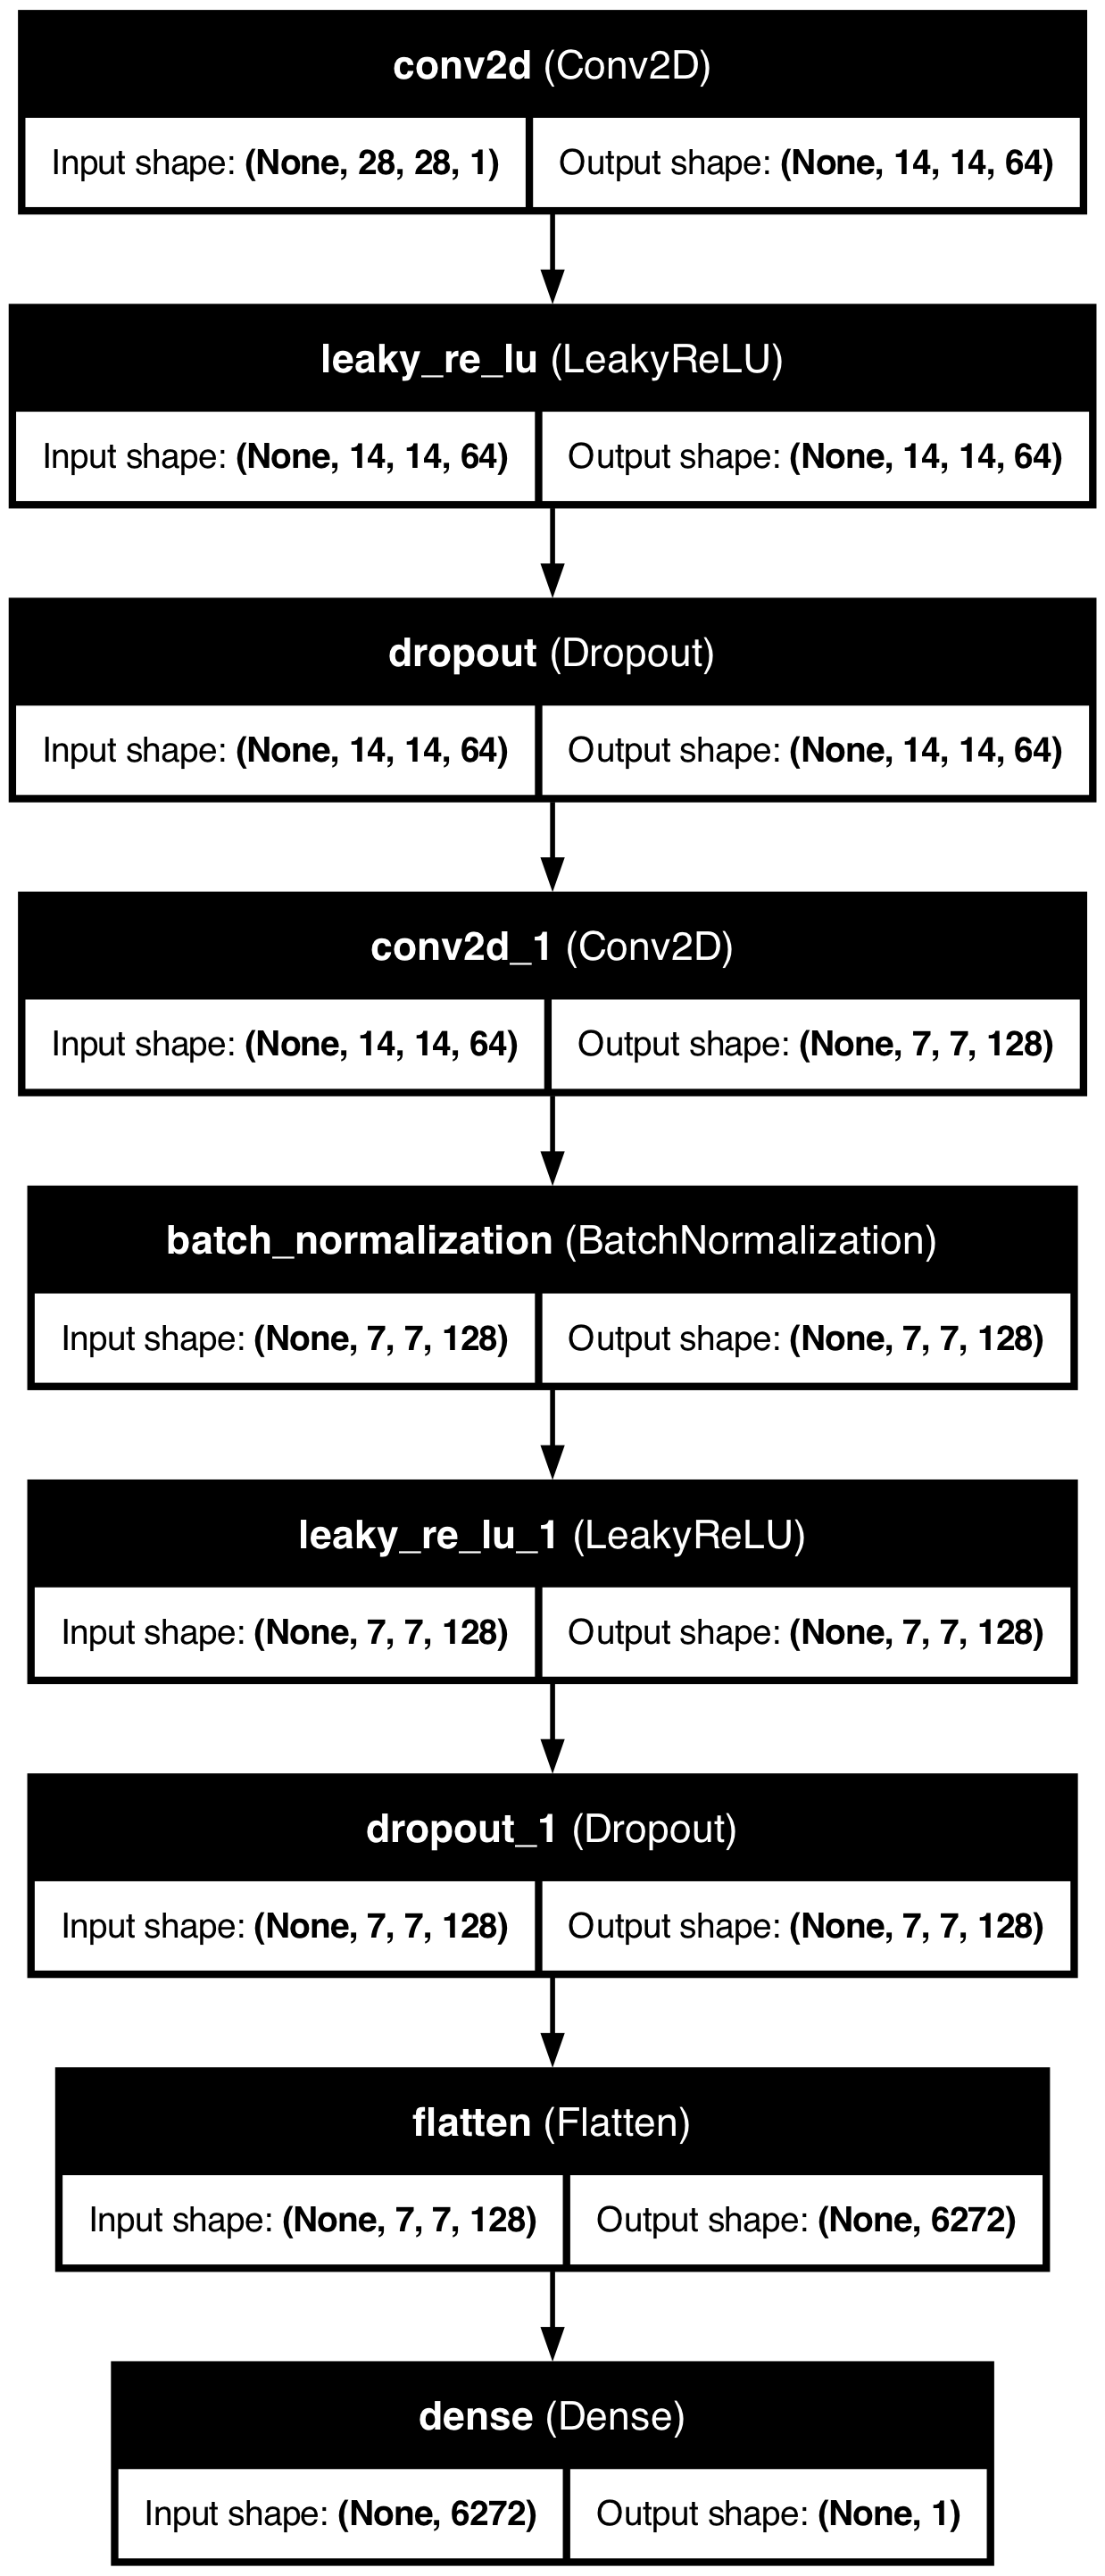 conv2d (Conv2D)
Input shape: (None, 28, 28, 1) Output shape: (None, 14, 14, 64)
leaky_re_lu (LeakyReLU)
Input shape: (None, 14, 14, 64) Output shape: (None, 14, 14, 64)
dropout (Dropout)
Input shape: (None, 14, 14, 64) Output shape: (None, 14, 14, 64)
conv2d_1 (Conv2D)
Input shape: (None, 14, 14, 64) Output shape: (None, 7, 7, 128)
batch_normalization (BatchNormalization)
Input shape: (None, 7, 7, 128) Output shape: (None, 7, 7, 128)
leaky_re_lu_1 (LeakyReLU)
Input shape: (None, 7, 7, 128) Output shape: (None, 7, 7, 128)
dropout_1 (Dropout)
Input shape: (None, 7, 7, 128) Output shape: (None, 7, 7, 128)
flatten (Flatten)
Input shape: (None, 7, 7, 128) Output shape: (None, 6272)
dense (Dense)
Input shape: (None, 6272) Output shape: (None, 1)